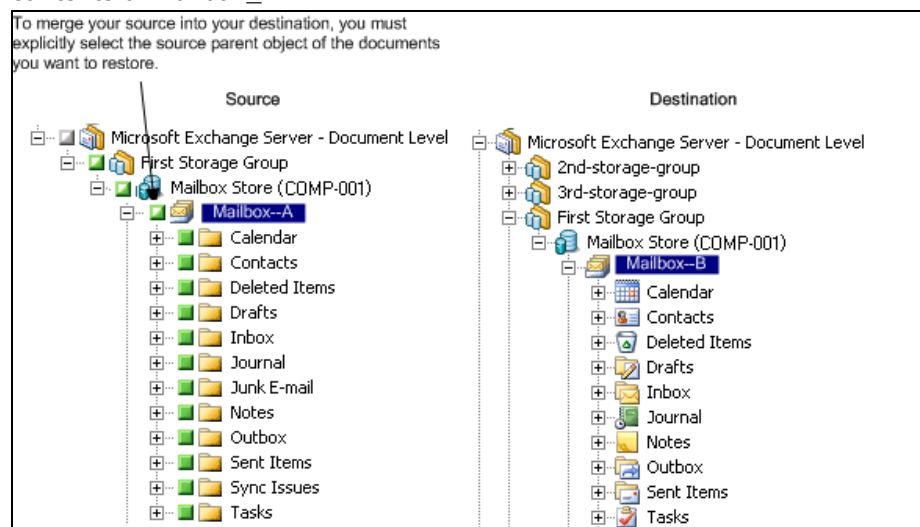 To merge your source into your destination, you must
explicitly select the source parent object of the documents
you want to restore.
Source
Microsoft Exchange Server - Document Level
First Storage Group
Mailbox Store (COMP-001)
Mailbox--A
Calendar
Contacts
Deleted Items
Drafts
Inbox
Journal
Junk E-mail
Notes
Outbox
Sent Items
Sync Issues
Tasks
Destination
Microsoft Exchange Server - Document Level
2nd-storage-group
3rd-storage-group
First Storage Group
Mailbox Store (COMP-001)
Mailbox--B
Calendar
Contacts
Deleted Items
Drafts
Inbox
Journal
Notes
Outbox
Sent Items
Tasks